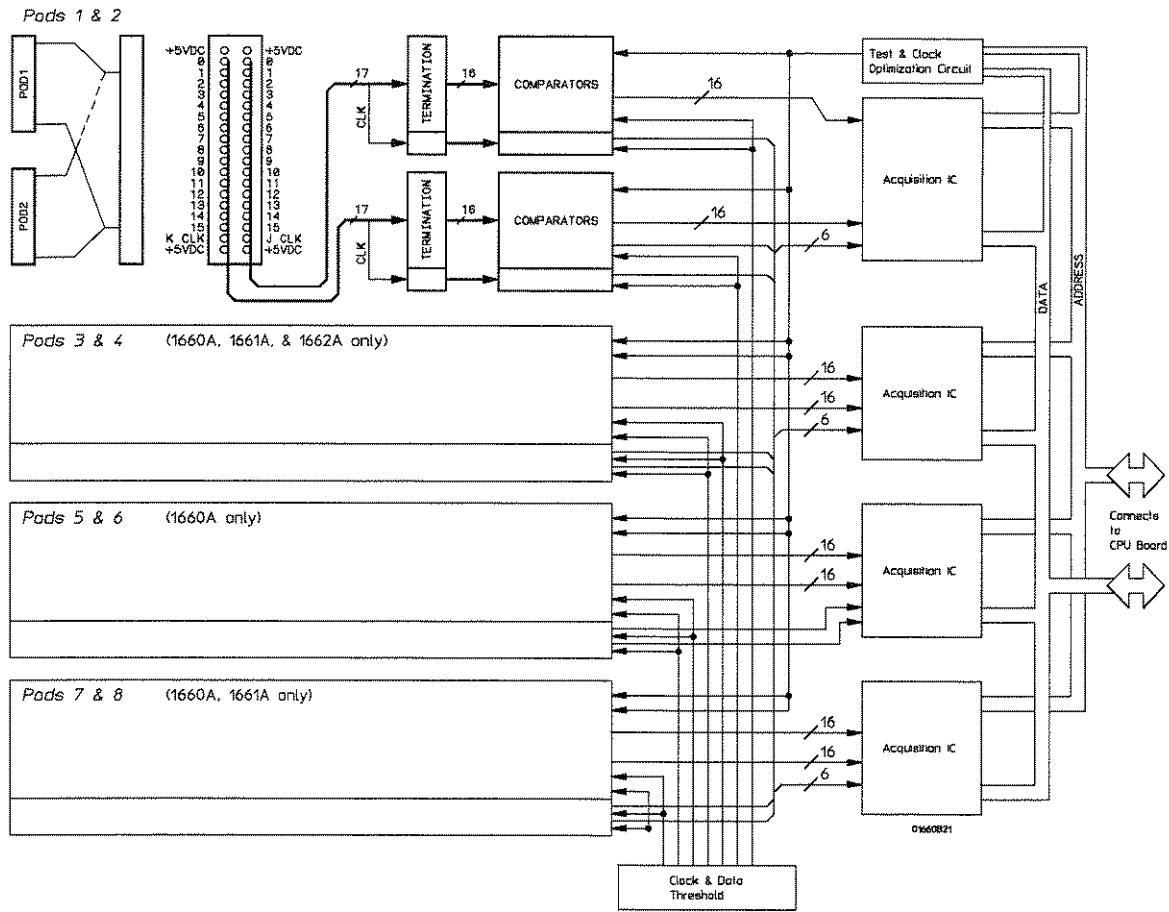 Pods 1 & 2
POD1
POD2
+5VDC +5VDC
0 0
1 1
2 2
3 3
4 4
5 5
6 6
7 7
8 8
9 9
10 10
11 11
12 12
13 13
14 14
15 15
K CLK J CLK
+5VDC +5VDC
17
CLK
TERMINATION
16
COMPARATORS
16
Test & Clock
Optimization Circuit
Acquisition IC
17
CLK
TERMINATION
16
COMPARATORS
16
6
DATA
ADDRESS
Pods 3 & 4 (1660A, 1661A, & 1662A only)
16
16
6
Acquisition IC
Connects
to
CPU Board
Pods 5 & 6 (1660A only)
16
16
Acquisition IC
Pods 7 & 8 (1660A, 1661A only)
16
16
6
Acquisition IC
01660B21
Clock & Data
Threshold